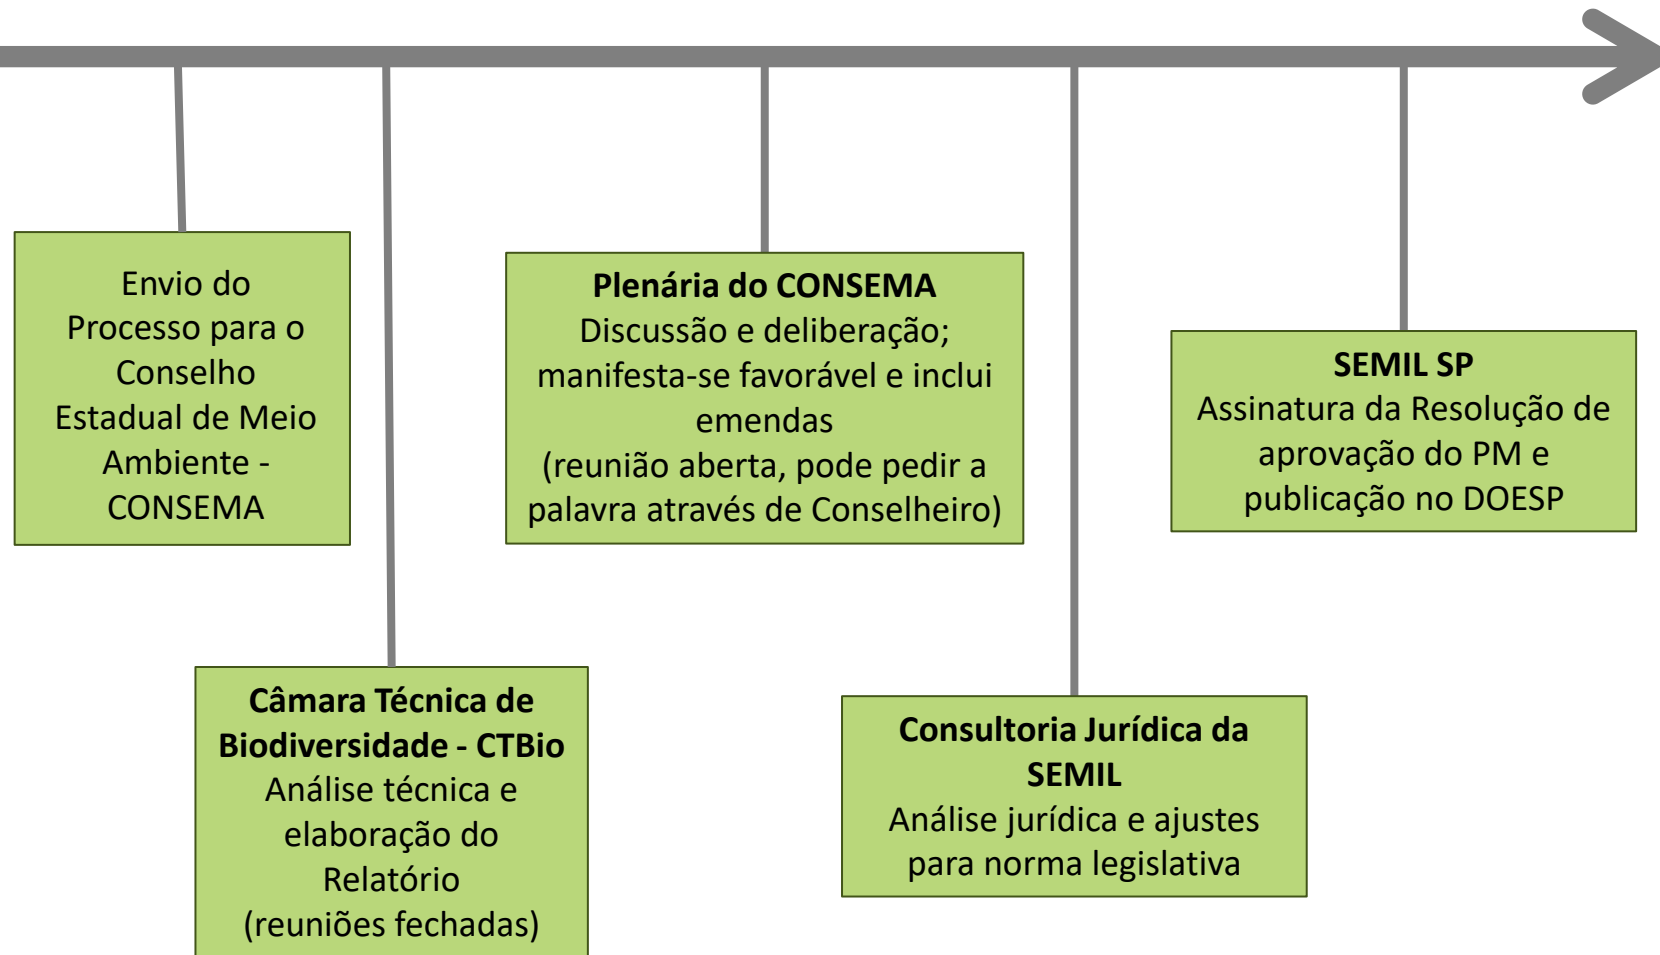 Envio do
Processo para o
Conselho
Estadual de Meio
Ambiente -
CONSEMA
Câmara Técnica de
Biodiversidade - CTBio
Análise técnica e
elaboração do
Relatório
(reuniões fechadas)
Plenária do CONSEMA
Discussão e deliberação;
manifesta-se favorável e inclui
emendas
(reunião aberta, pode pedir a
palavra através de Conselheiro)
Consultoria Jurídica da
SEMIL
Análise jurídica e ajustes
para norma legislativa
SEMIL SP
Assinatura da Resolução de
aprovação do PM e
publicação no DOESP